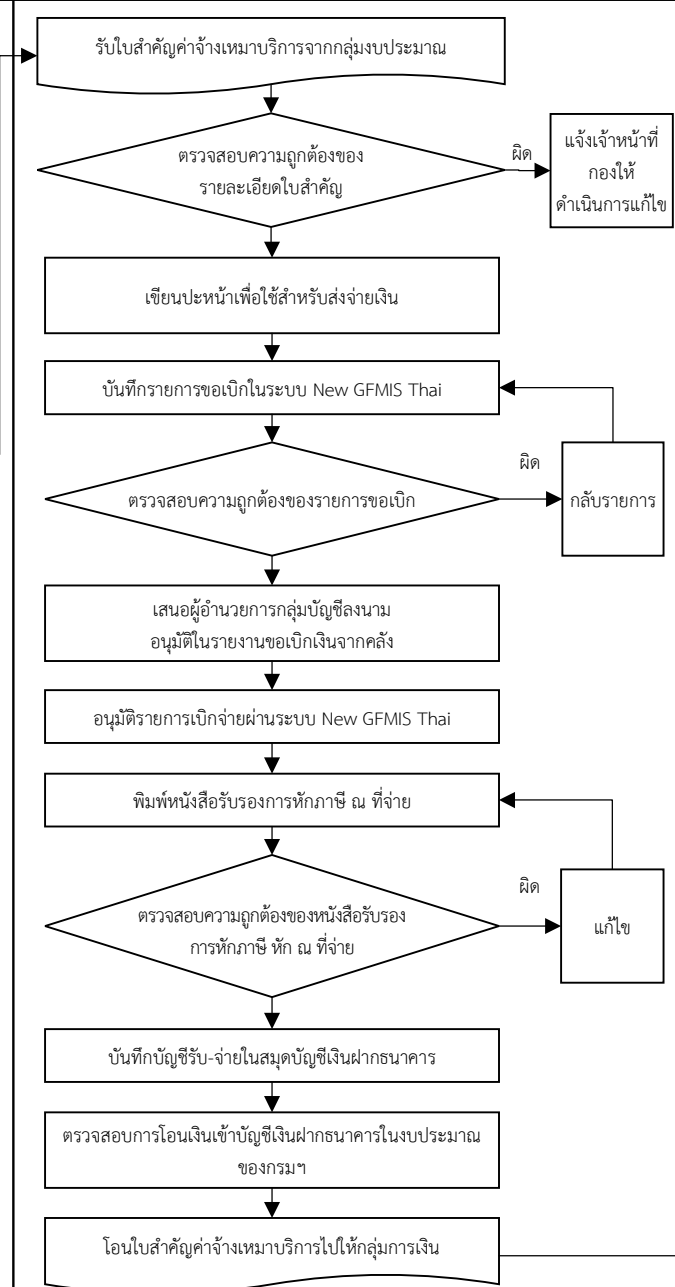 รับใบสำคัญค่าจ้างเหมาบริการจากกลุ่มงบประมาณ
ตรวจสอบความถูกต้องของ
รายละเอียดใบสำคัญ
ผิด
แจ้งเจ้าหน้าที่
กองให้
ดำเนินการแก้ไข
เขียนปะหน้าเพื่อใช้สำหรับส่งจ่ายเงิน
บันทึกรายการขอเบิกในระบบ New GFMIS Thai
ตรวจสอบความถูกต้องของรายการขอเบิก
ผิด
กลับรายการ
เสนอผู้อำนวยการกลุ่มบัญชีลงนาม
อนุมัติในรายงานขอเบิกเงินจากคลัง
อนุมัติรายการเบิกจ่ายผ่านระบบ New GFMIS Thai
พิมพ์หนังสือรับรองการหักภาษี ณ ที่จ่าย
ตรวจสอบความถูกต้องของหนังสือรับรอง
การหักภาษี หัก ณ ที่จ่าย
ผิด
แก้ไข
บันทึกบัญชีรับ-จ่ายในสมุดบัญชีเงินฝากธนาคาร
ตรวจสอบการโอนเงินเข้าบัญชีเงินฝากธนาคารในงบประมาณ
ของกรมฯ
โอนใบสำคัญค่าจ้างเหมาบริการไปให้กลุ่มการเงิน